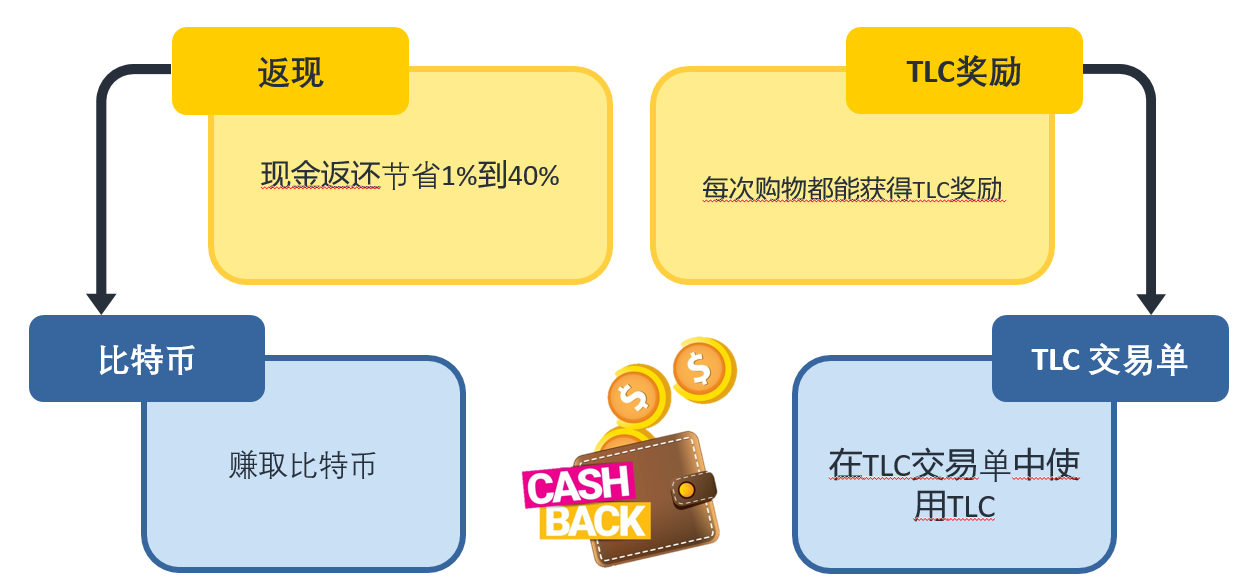 返现
TLC奖励
现金返还节省1%到40%
每次购物都能获得TLC奖励
比特币
TLC 交易单
赚取比特币
在TLC交易单中使
用TLC
$
$
CASH
BACK